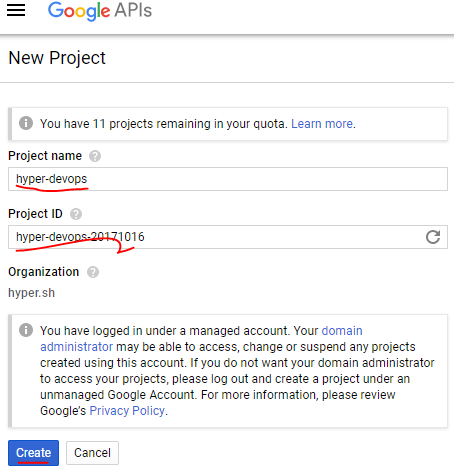 Google APIs
New Project
You have 11 projects remaining in your quota. Learn more.
Project name
hyper-devops
Project ID
hyper-devops-20171016
Organization
hyper.sh
You have logged in under a managed account. Your domain
administrator may be able to access, change or suspend any projects
created using this account. If you do not want your domain administrator
to access your projects, please log out and create a project under an
unmanaged Google Account. For more information, please review
Google's Privacy Policy.
Create Cancel